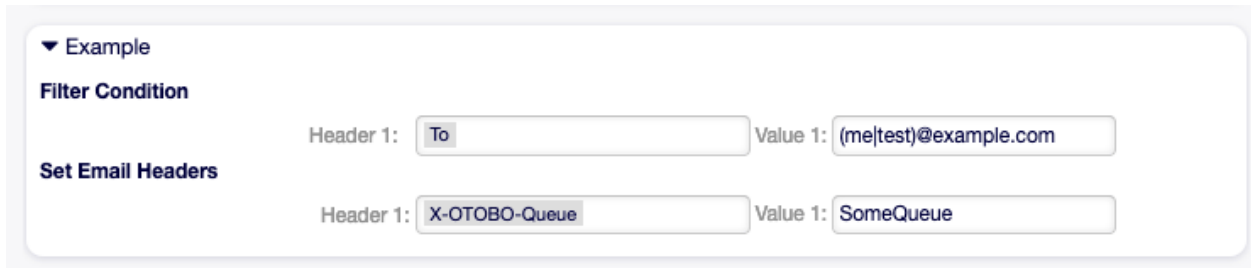 Example
Filter Condition
Header 1: To Value 1: (me|test)@example.com
Set Email Headers
Header 1: X-OTOBO-Queue Value 1: SomeQueue